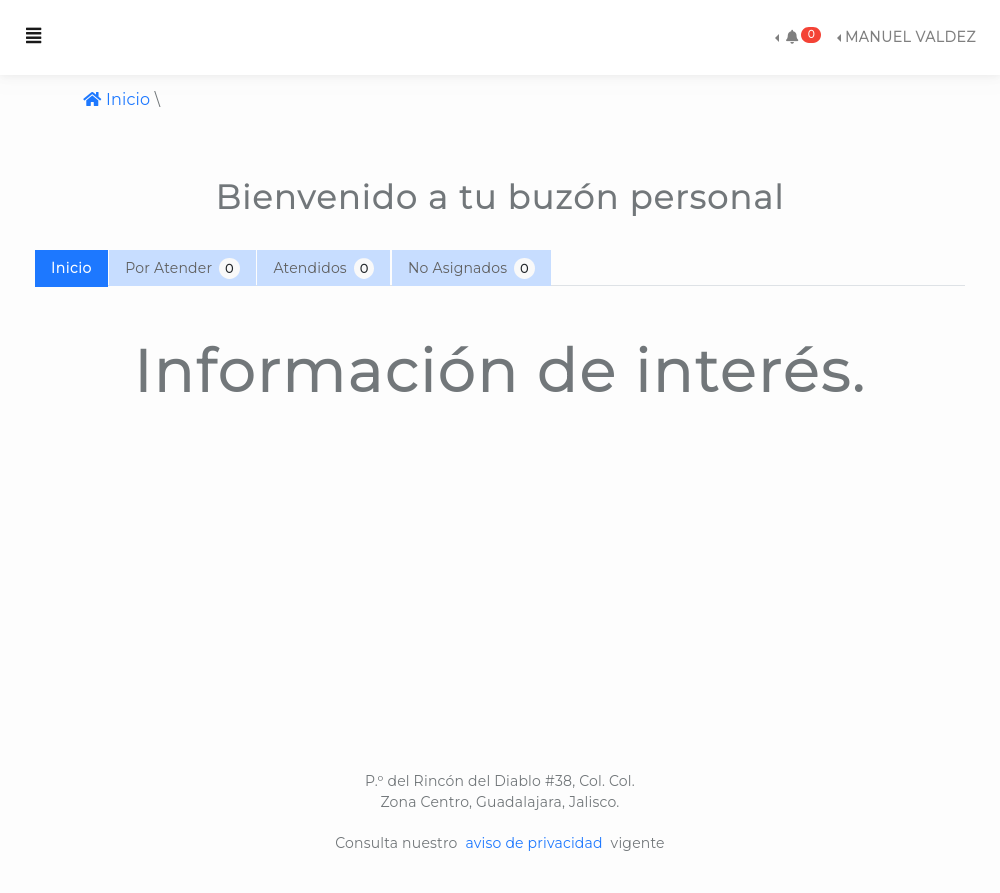 0 MANUEL VALDEZ
Inicio \
Bienvenido a tu buzón personal
Inicio Por Atender 0 Atendidos 0 No Asignados 0
Información de interés.
P.º del Rincón del Diablo #38, Col. Col.
Zona Centro, Guadalajara, Jalisco.
Consulta nuestro aviso de privacidad vigente